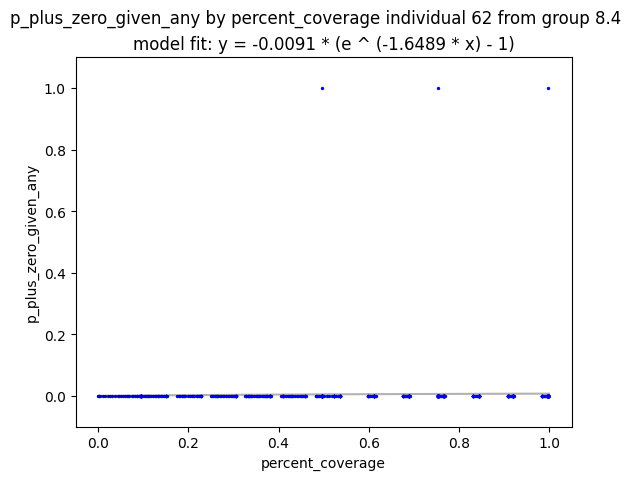 p_plus_zero_given_any by percent_coverage individual 62 from group 8.4
model fit: y = -0.0091 * (e ^ (-1.6489 * x) - 1)
1.0
0.8
0.6
0.4
0.2
0.0
p_plus_zero_given_any
0.0 0.2 0.4 0.6 0.8 1.0
percent_coverage